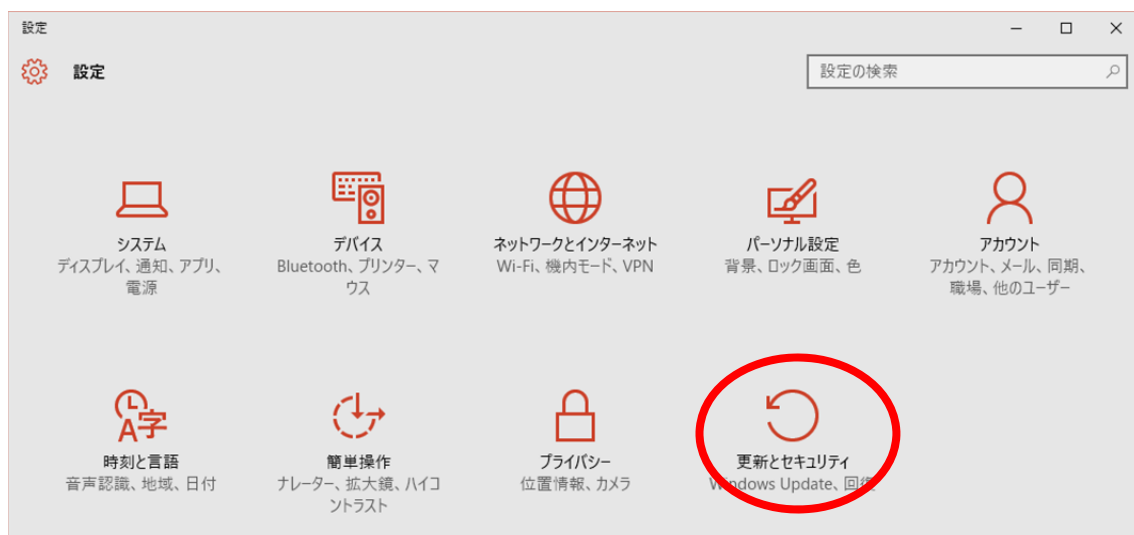 設定
設定
設定の検索
システム
ディスプレイ、通知、アプリ、
電源
デバイス
Bluetooth、プリンター、マ
ウス
ネットワークとインターネット
Wi-Fi、機内モード、VPN
パーソナル設定
背景、ロック画面、色
アカウント
アカウント、メール、同期、
職場、他のユーザー
時刻と言語
音声認識、地域、日付
簡単操作
ナレーター、拡大鏡、ハイコ
ントラスト
プライバシー
位置情報、カメラ
更新とセキュリティ
Windows Update、回復